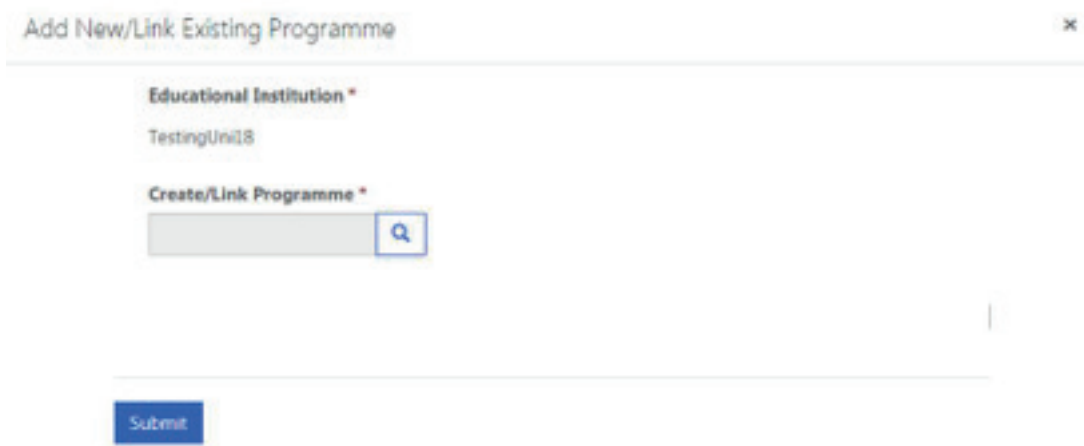 Add New/Link Existing Programme
Educational Institution *
TestingUni18
Create/Link Programme *
Submit